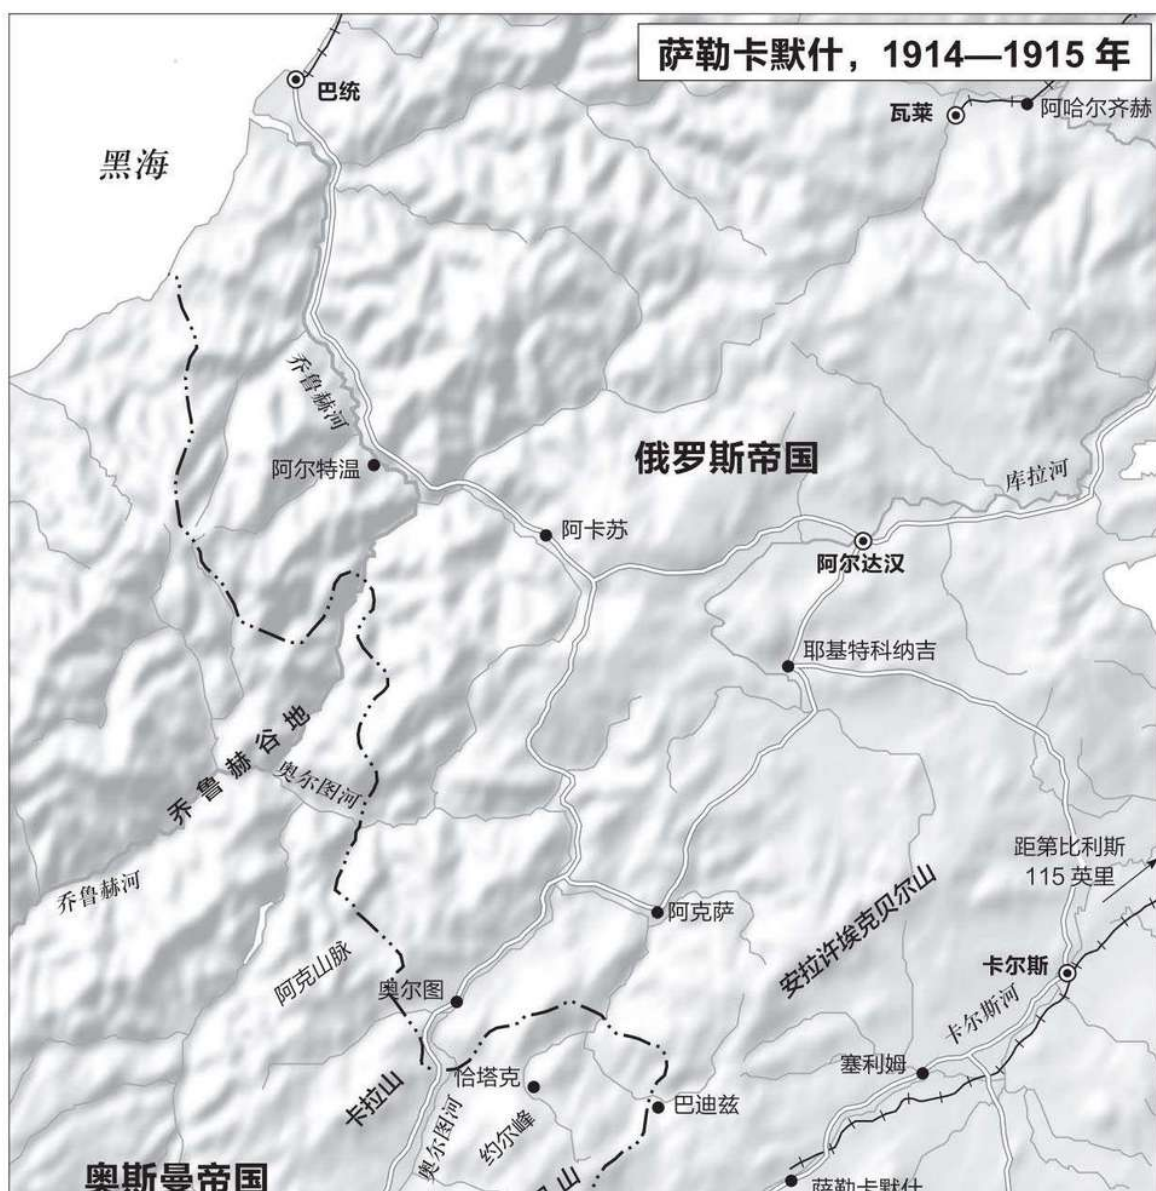 萨勒卡默什，1914—1915 年
巴统
瓦莱
阿哈尔齐赫
黑海
乔鲁赫河
阿尔特温
俄罗斯帝国
库拉河
阿卡苏
阿尔达汉
耶基特科纳吉
乔鲁赫谷地
奥尔图河
距第比利斯
115 英里
乔鲁赫河
阿克萨
安拉许埃克贝尔山
阿克山脉
奥尔图
卡尔斯
卡尔斯河
塞利姆
恰塔克
卡拉山
巴迪兹
奥尔图河
约尔峰
奥斯曼帝国
山
萨勒卡默什